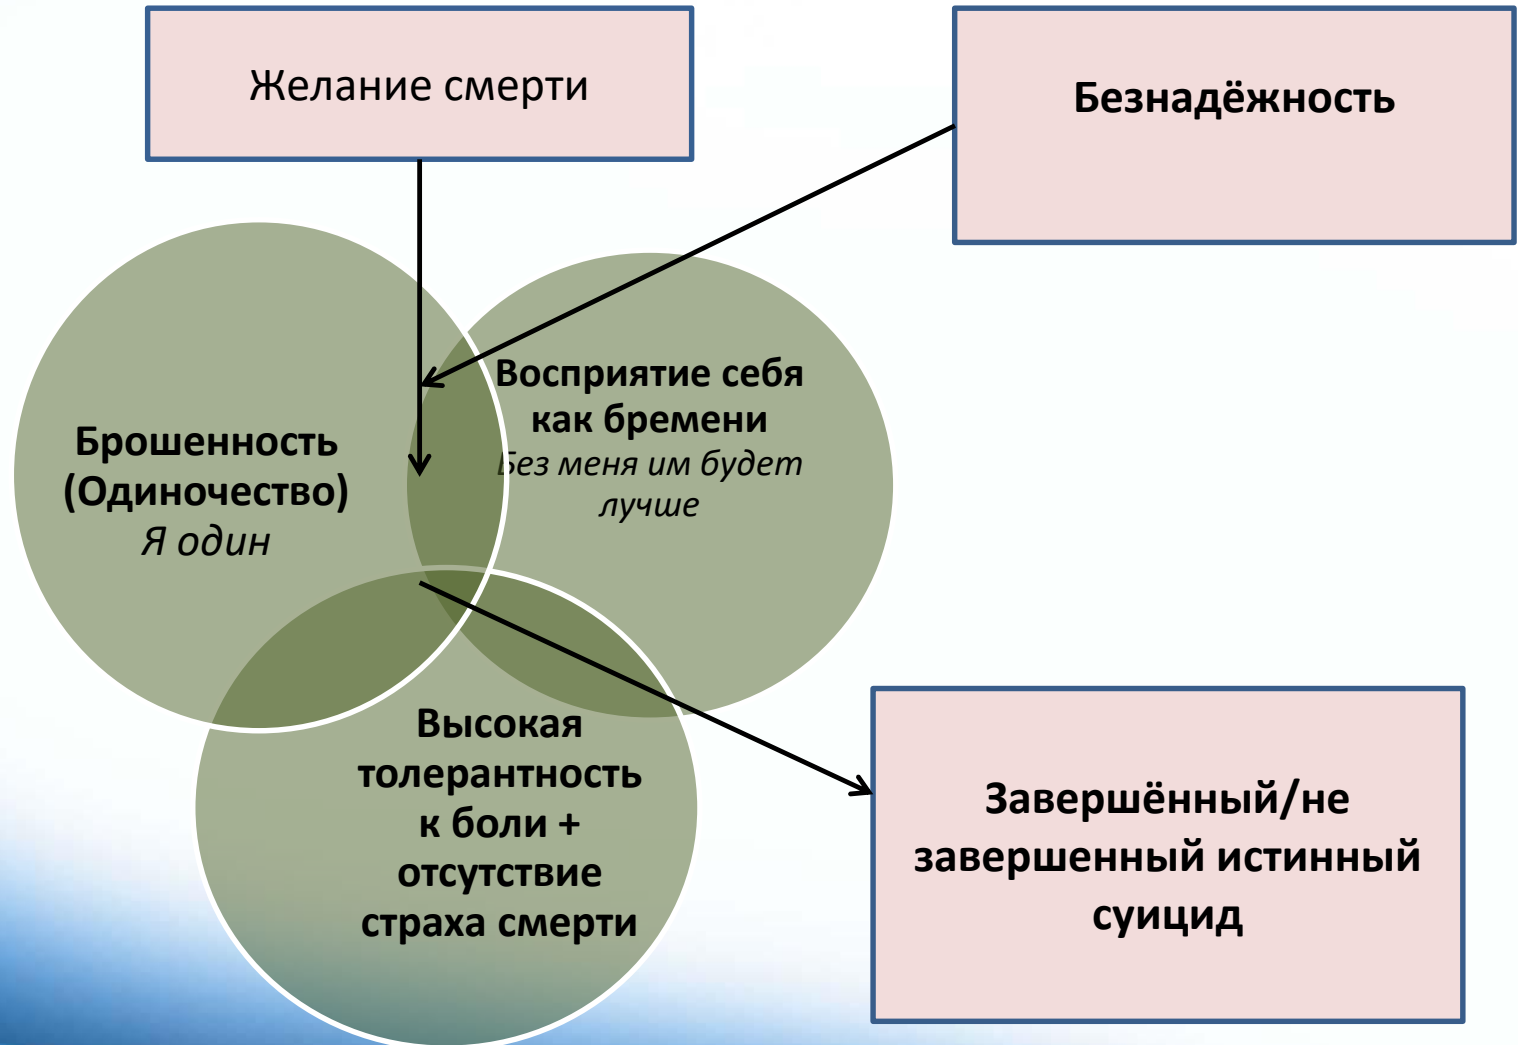 Желание смерти
Безнадёжность
Брошенность
(Одиночество)
Я один
Восприятие себя
как бремени
Без меня им будет
лучше
Высокая
толерантность
к боли +
отсутствие
страха смерти
Завершённый/не
завершенный истинный
суицид